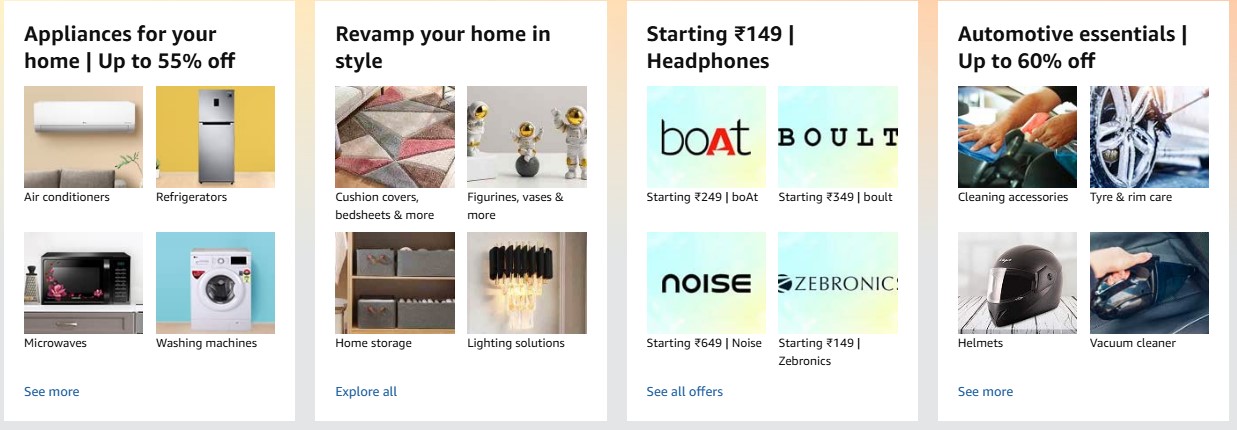 Appliances for your
home | Up to 55% off
Air conditioners
Refrigerators
Microwaves
Washing machines
See more
Revamp your home in
style
Cushion covers,
bedsheets & more
Figurines, vases &
more
Home storage
Lighting solutions
Explore all
Starting ₹149 |
Headphones
boAt
BOULT
Starting ₹249 | boAt
Starting ₹349 | boult
NOISE
ZEBRONICS
Starting ₹649 | Noise
Starting ₹149 |
Zebronics
See all offers
Automotive essentials |
Up to 60% off
Cleaning accessories
Tyre & rim care
Helmets
Vacuum cleaner
See more